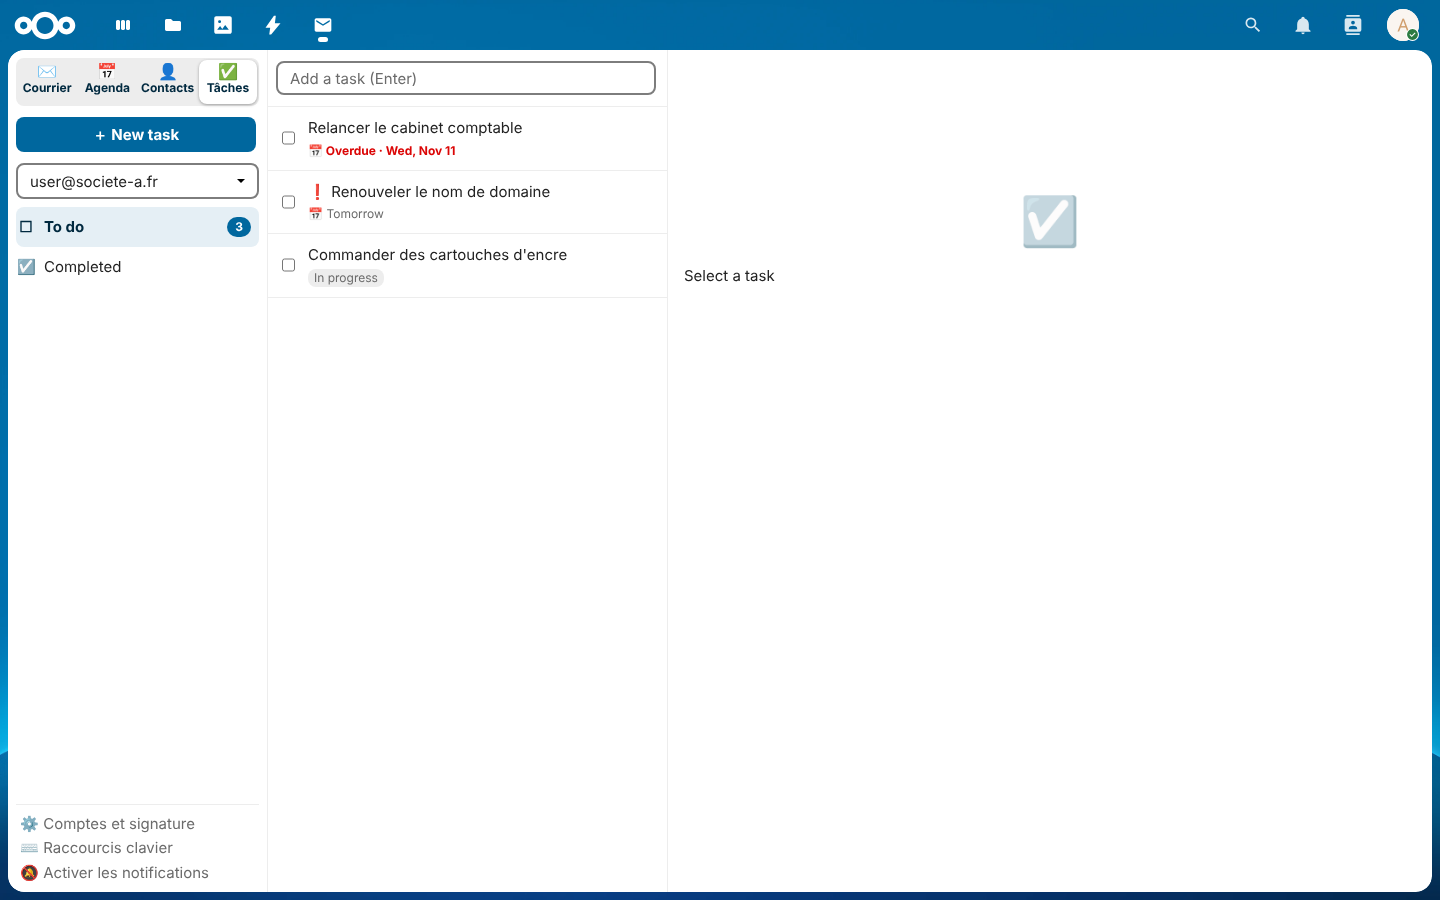 Courrier
Agenda
Contacts
Tâches
A
+ New task
user@societe-a.fr
To do
3
Completed
Comptes et signature
Raccourcis clavier
Activer les notifications
Add a task (Enter)
Relancer le cabinet comptable
Overdue · Wed, Nov 11
Renouveler le nom de domaine
Tomorrow
Commander des cartouches d'encre
In progress
Select a task